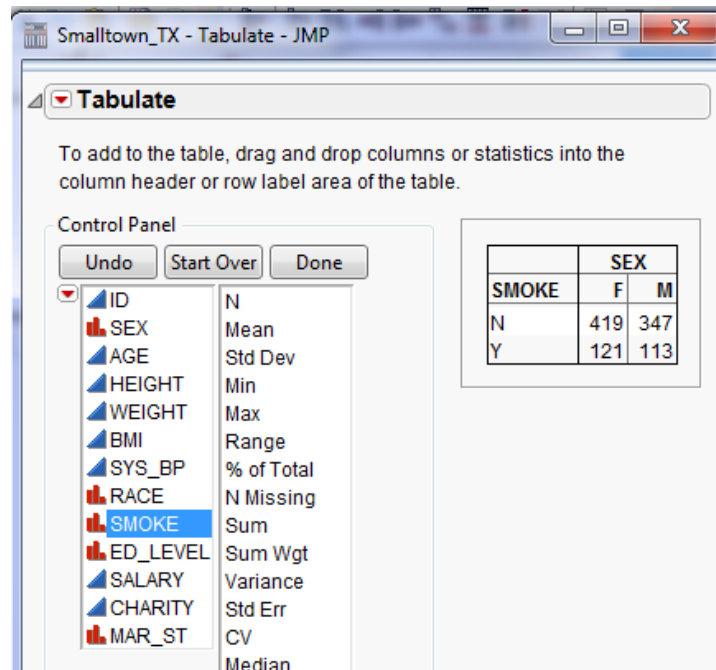 Smalltown_TX - Tabulate - JMP
Tabulate
To add to the table, drag and drop columns or statistics into the
column header or row label area of the table.
Control Panel
Undo Start Over Done
ID
SEX
AGE
HEIGHT
WEIGHT
BMI
SYS_BP
RACE
SMOKE
ED_LEVEL
SALARY
CHARITY
MAR_ST
N
Mean
Std Dev
Min
Max
Range
% of Total
N Missing
Sum
Sum Wgt
Variance
Std Err
CV
Median
SEX
SMOKE F M
N 419 347
Y 121 113